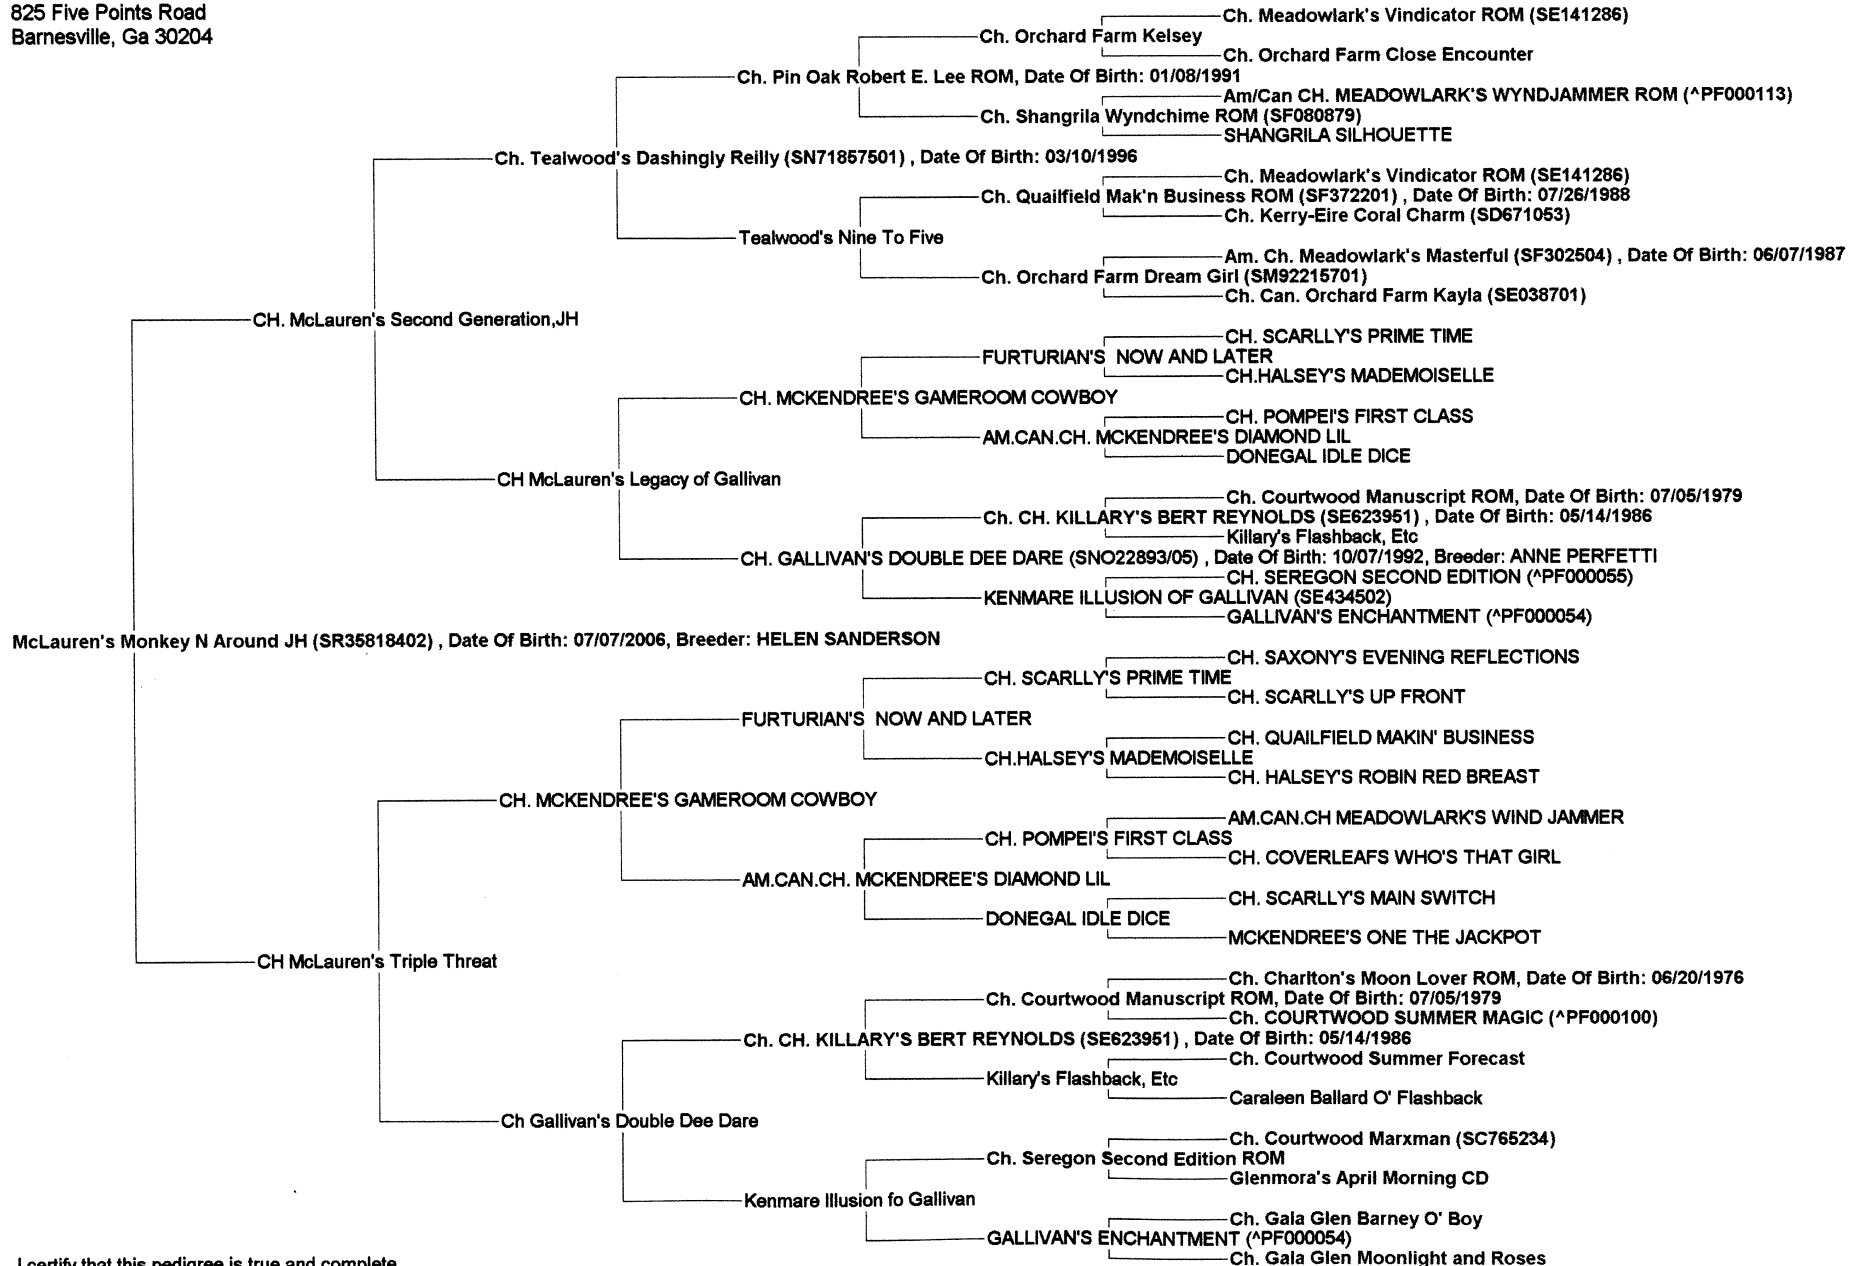 825 Five Points Road
Barnesville, Ga 30204
Ch. Meadowlark's Vindicator ROM (SE141286)
Ch. Orchard Farm Kelsey
Ch. Orchard Farm Close Encounter
Ch. Pin Oak Robert E. Lee ROM, Date Of Birth: 01/08/1991
Am/Can CH. MEADOWLARK'S WYNDJAMMER ROM (^PF000113)
Ch. Shangrila Wyndchime ROM (SF080879)
SHANGRILA SILHOUETTE
Ch. Tealwood's Dashingly Reilly (SN71857501) , Date Of Birth: 03/10/1996
Ch. Meadowlark's Vindicator ROM (SE141286)
Ch. Quailfield Mak'n Business ROM (SF372201) , Date Of Birth: 07/26/1988
Ch. Kerry-Eire Coral Charm (SD671053)
Tealwood's Nine To Five
Am. Ch. Meadowlark's Masterful (SF302504) , Date Of Birth: 06/07/1987
Ch. Orchard Farm Dream Girl (SM92215701)
Ch. Can. Orchard Farm Kayla (SE038701)
CH. McLauren's Second Generation,JH
CH. SCARLLY'S PRIME TIME
FURTURIAN'S NOW AND LATER
CH.HALSEY'S MADEMOISELLE
CH. MCKENDREE'S GAMEROOM COWBOY
CH. POMPEI'S FIRST CLASS
AM.CAN.CH. MCKENDREE'S DIAMOND LIL
DONEGAL IDLE DICE
CH McLauren's Legacy of Gallivan
Ch. Courtwood Manuscript ROM, Date Of Birth: 07/05/1979
Ch. CH. KILLARY'S BERT REYNOLDS (SE623951) , Date Of Birth: 05/14/1986
Killary's Flashback, Etc
CH. GALLIVAN'S DOUBLE DEE DARE (SNO22893/05) , Date Of Birth: 10/07/1992, Breeder: ANNE PERFETTI
CH. SEREGON SECOND EDITION (^PF000055)
KENMARE ILLUSION OF GALLIVAN (SE434502)
GALLIVAN'S ENCHANTMENT (^PF000054)
McLauren's Monkey N Around JH (SR35818402) , Date Of Birth: 07/07/2006, Breeder: HELEN SANDERSON
CH. SAXONY'S EVENING REFLECTIONS
CH. SCARLLY'S PRIME TIME
CH. SCARLLY'S UP FRONT
FURTURIAN'S NOW AND LATER
CH. QUAILFIELD MAKIN' BUSINESS
CH.HALSEY'S MADEMOISELLE
CH. HALSEY'S ROBIN RED BREAST
CH. MCKENDREE'S GAMEROOM COWBOY
AM.CAN.CH MEADOWLARK'S WIND JAMMER
CH. POMPEI'S FIRST CLASS
CH. COVERLEAFS WHO'S THAT GIRL
AM.CAN.CH. MCKENDREE'S DIAMOND LIL
CH. SCARLLY'S MAIN SWITCH
DONEGAL IDLE DICE
MCKENDREE'S ONE THE JACKPOT
CH McLauren's Triple Threat
Ch. Charlton's Moon Lover ROM, Date Of Birth: 06/20/1976
Ch. Courtwood Manuscript ROM, Date Of Birth: 07/05/1979
Ch. COURTWOOD SUMMER MAGIC (^PF000100)
Ch. CH. KILLARY'S BERT REYNOLDS (SE623951) , Date Of Birth: 05/14/1986
Ch. Courtwood Summer Forecast
Killary's Flashback, Etc
Caraleen Ballard O' Flashback
Ch Gallivan's Double Dee Dare
Ch. Courtwood Marxman (SC765234)
Ch. Seregon Second Edition ROM
Glenmora's April Morning CD
Kenmare Illusion fo Gallivan
Ch. Gala Glen Barney O' Boy
GALLIVAN'S ENCHANTMENT (^PF000054)
Ch. Gala Glen Moonlight and Roses
I certify that this pedigree is true and complete